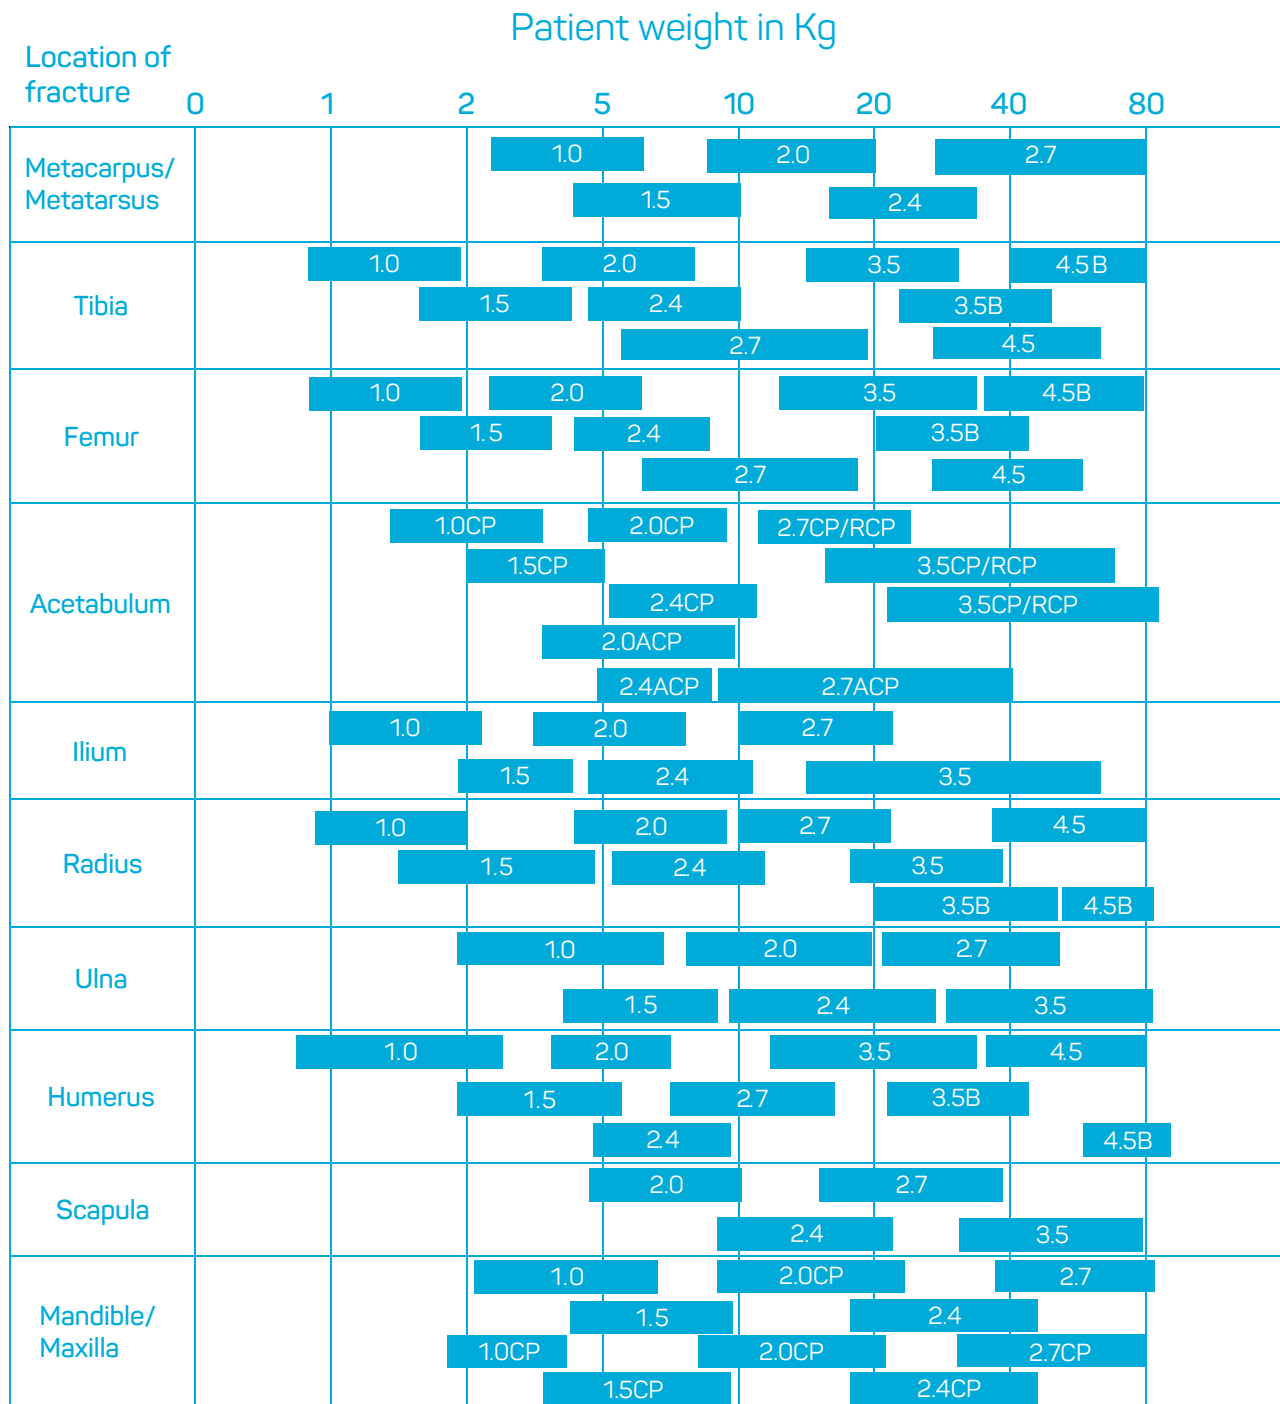 Patient weight in Kg
Location of
fracture
0 1 2 5 10 20 40 80
Metacarpus/
Metatarsus
1.0 2.0 2.7
1.5 2.4
Tibia
1.0 2.0 3.5 4.5 B
1.5 2.4 3.5B
2.7 4.5
Femur
1.0 2.0 3.5 4.5B
1.5 2.4 3.5B
2.7 4.5
Acetabulum
1.0CP 2.0CP 2.7CP/RCP
1.5CP 3.5CP/RCP
2.4CP 3.5CP/RCP
2.0ACP
2.4ACP 2.7ACP
Ilium
1.0 2.0 2.7
1.5 2.4 3.5
Radius
1.0 2.0 2.7 4.5
1.5 2.4 3.5
3.5B 4.5B
Ulna
1.0 2.0 2.7
1.5 2.4 3.5
Humerus
1.0 2.0 3.5 4.5
1.5 2.7 3.5B
2.4 4.5B
Scapula
2.0 2.7
2.4 3.5
Mandible/
Maxilla
1.0 2.0CP 2.7
1.5 2.4
1.0CP 2.0CP 2.7CP
1.5CP 2.4CP